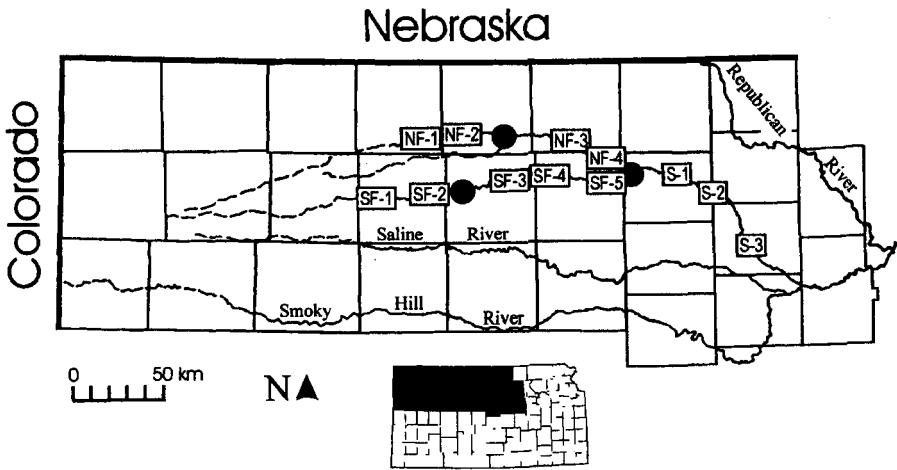 Nebraska
Colorado
Republican
River
NF-1
NF-2
NF-3
NF-4
SF-1
SF-2
SF-3
SF-4
SF-5
S-1
S-2
S-3
Saline River
Smoky Hill River
0 50 km
N